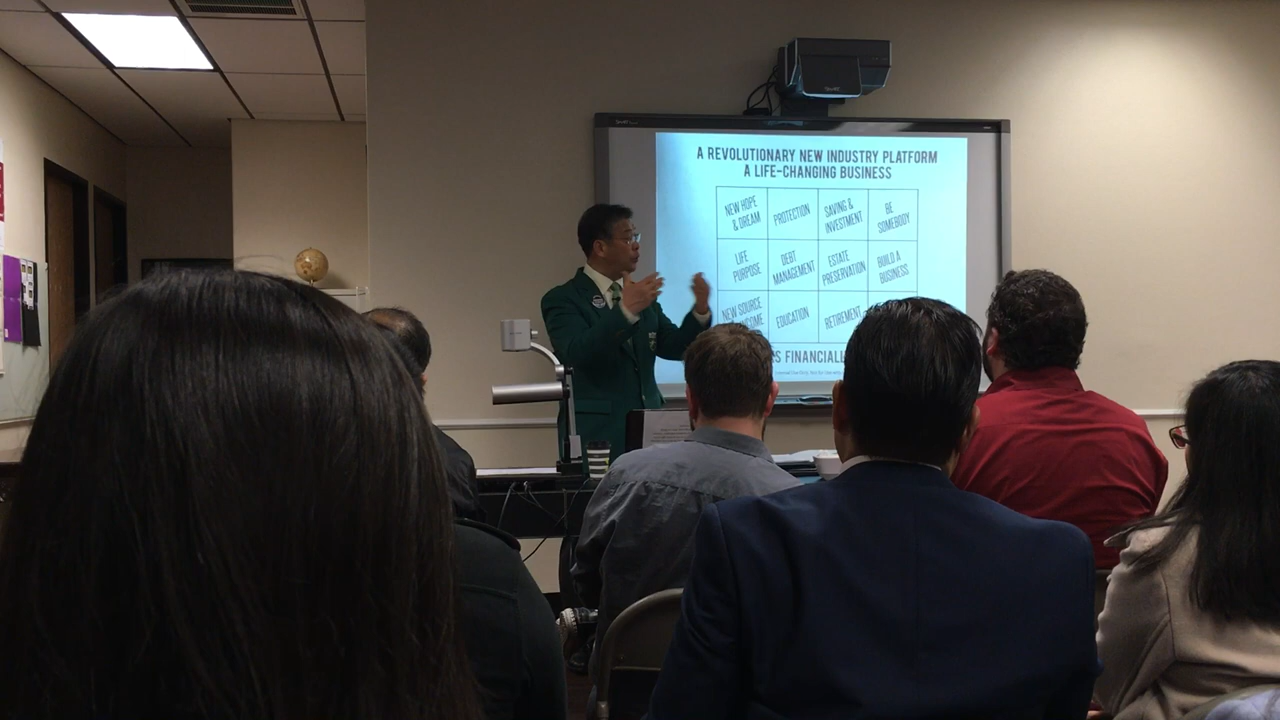 A REVOLUTIONARY NEW INDUSTRY PLATFORM
A LIFE-CHANGING BUSINESS
NEW HOPE
& DREAM
PROTECTION
SAVING &
INVESTMENT
BE
SOMEBODY
LIFE
PURPOSE
DEBT
MANAGEMENT
ESTATE
PRESERVATION
BUILD A
BUSINESS
NEW SOURCE
EDUCATION
RETIREMENT